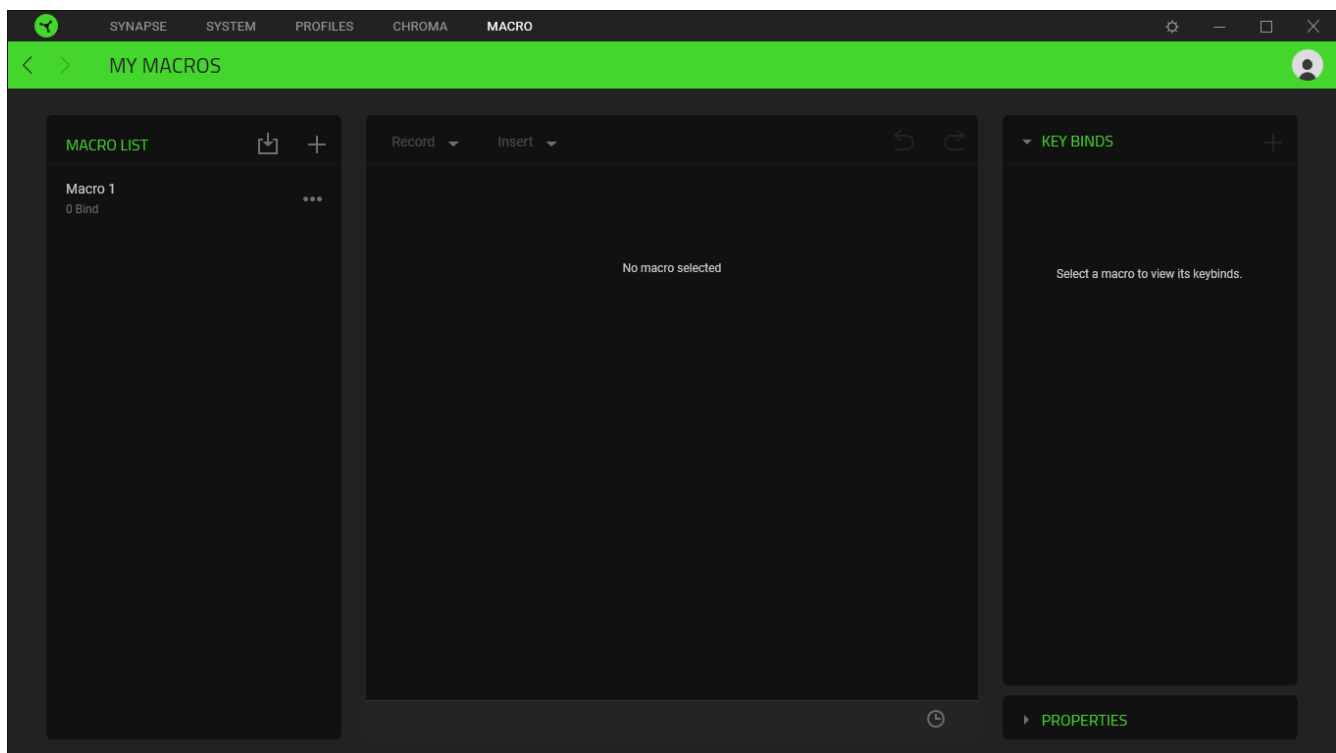 SYNAPSE SYSTEM PROFILES CHROMA MACRO
MY MACROS
MACRO LIST
Macro 1
0 Bind
Record Insert
No macro selected
KEY BINDS
Select a macro to view its keybinds.
PROPERTIES